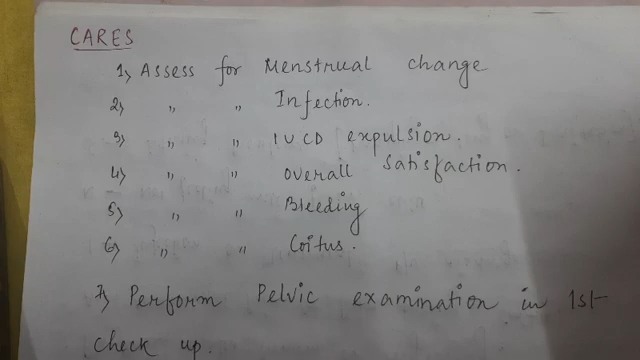 CARES
1) Assess for Menstrual change
2) " " Infection.
3) " " IUCD expulsion.
4) " " overall satisfaction.
5) " " Bleeding
6) " " Coitus.
7) Perform Pelvic examination in 1st
check up.